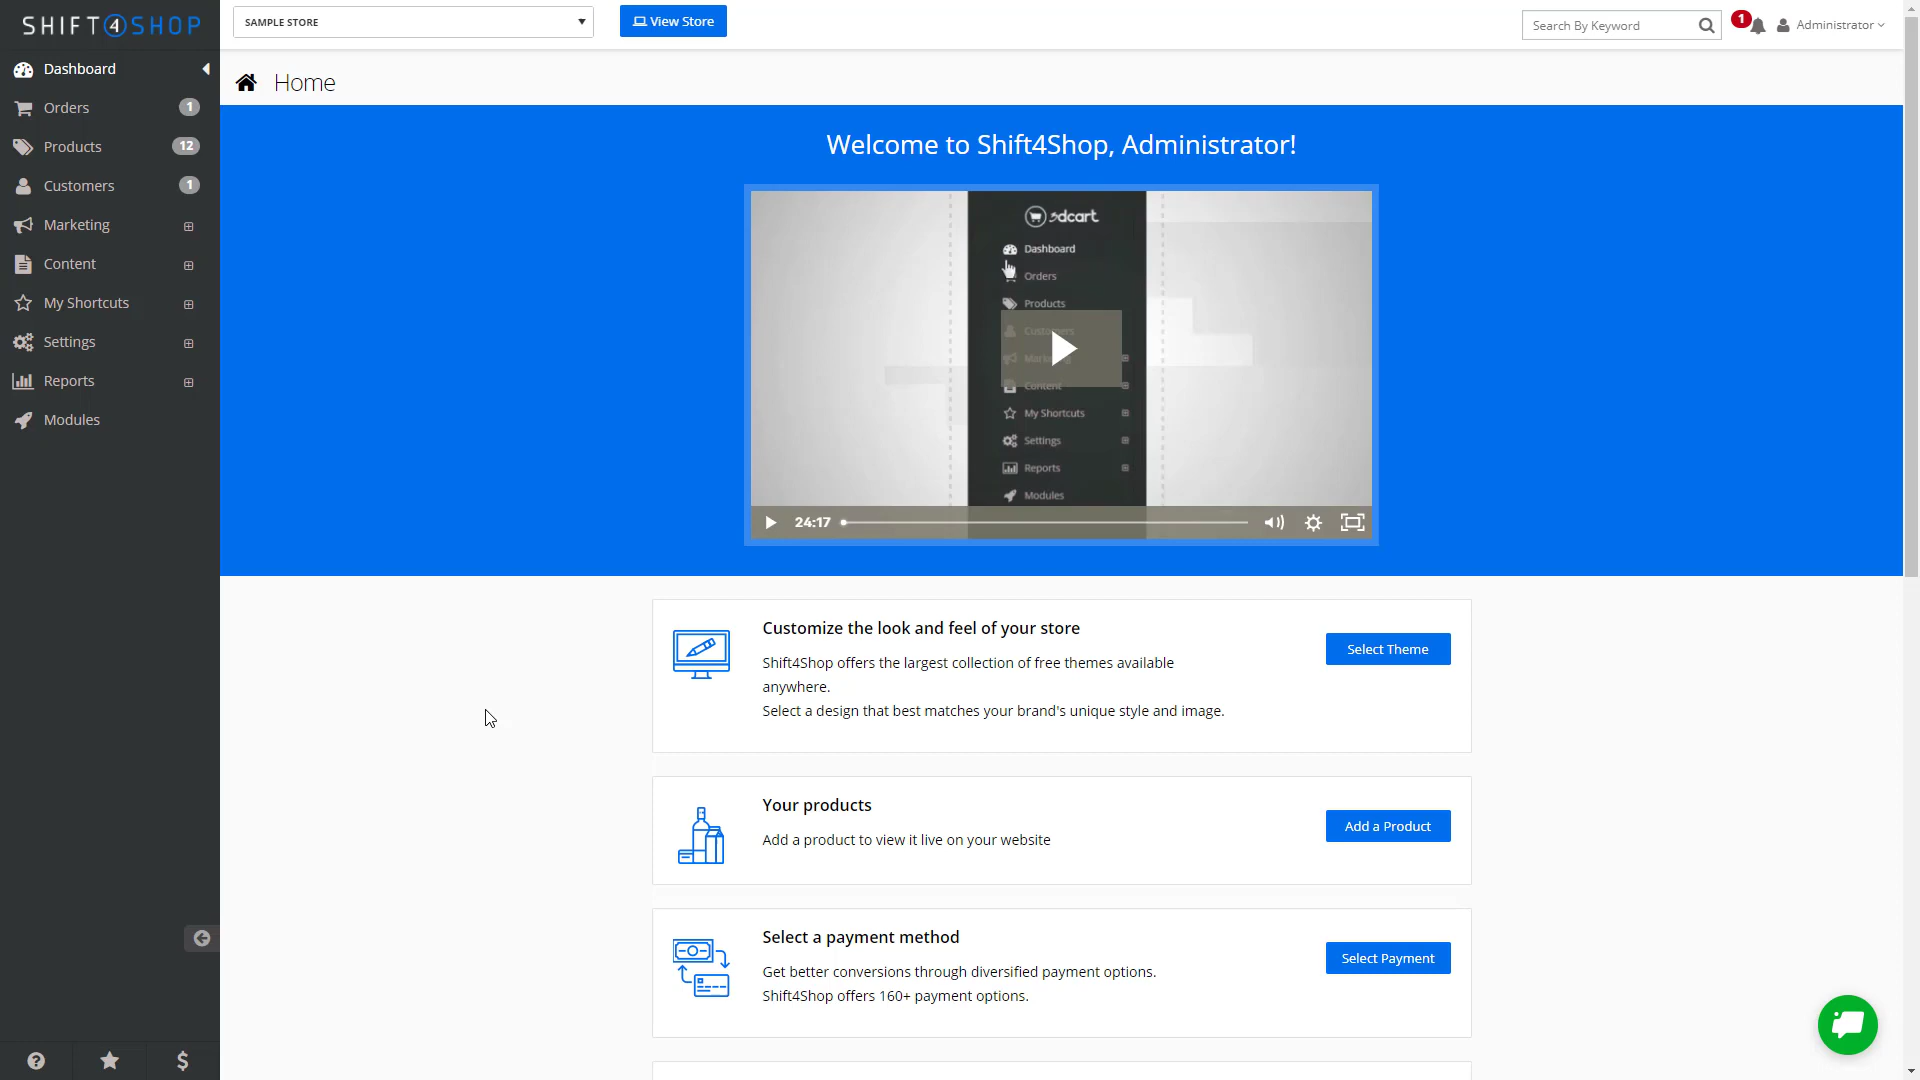 SHIFT4SHOP
SAMPLE STORE
View Store
Search By Keyword
1
Administrator
Dashboard
Orders
1
Products
12
Customers
1
Marketing
Content
My Shortcuts
Settings
Reports
Modules
Home
Welcome to Shift4Shop, Administrator!
3dcart
Dashboard
Orders
Products
Customers
Content
My Shortcuts
Settings
Reports
Modules
24:17
Customize the look and feel of your store
Shift4Shop offers the largest collection of free themes available
anywhere.
Select a design that best matches your brand's unique style and image.
Select Theme
Your products
Add a product to view it live on your website
Add a Product
Select a payment method
Get better conversions through diversified payment options.
Shift4Shop offers 160+ payment options.
Select Payment